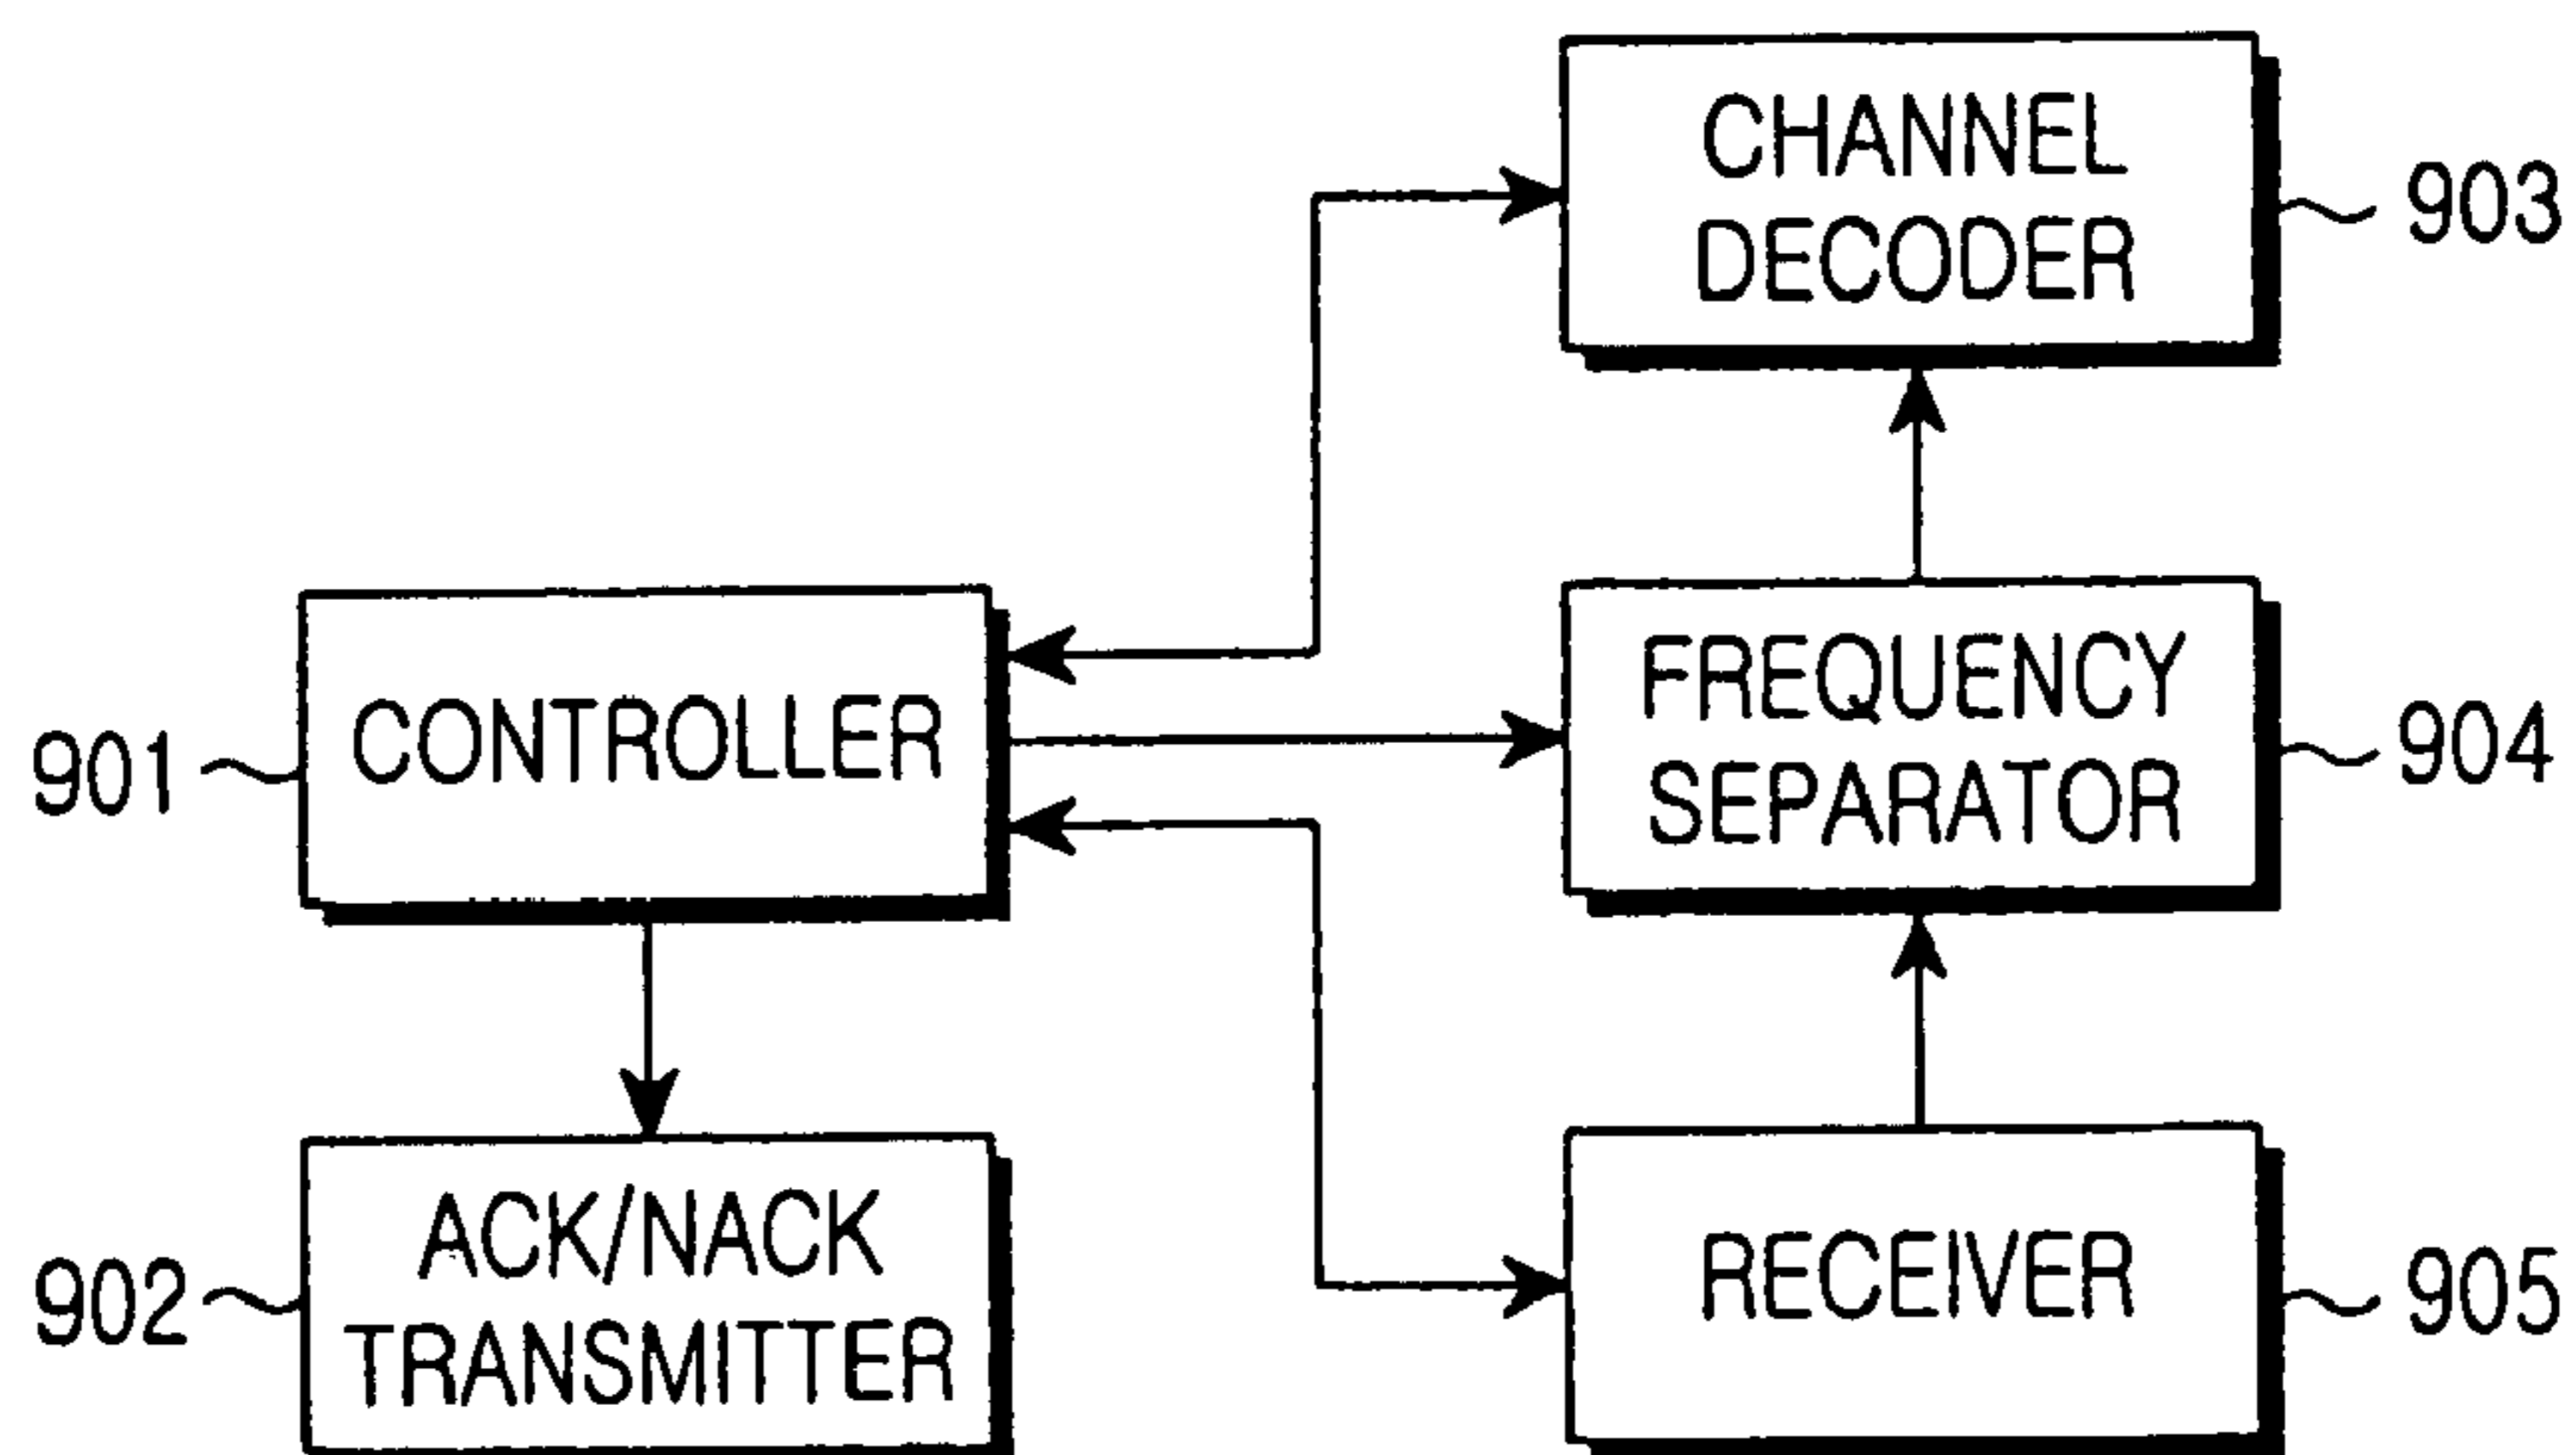 CHANNEL
DECODER
903
CONTROLLER
901
FREQUENCY
SEPARATOR
904
ACK/NACK
TRANSMITTER
902
RECEIVER
905